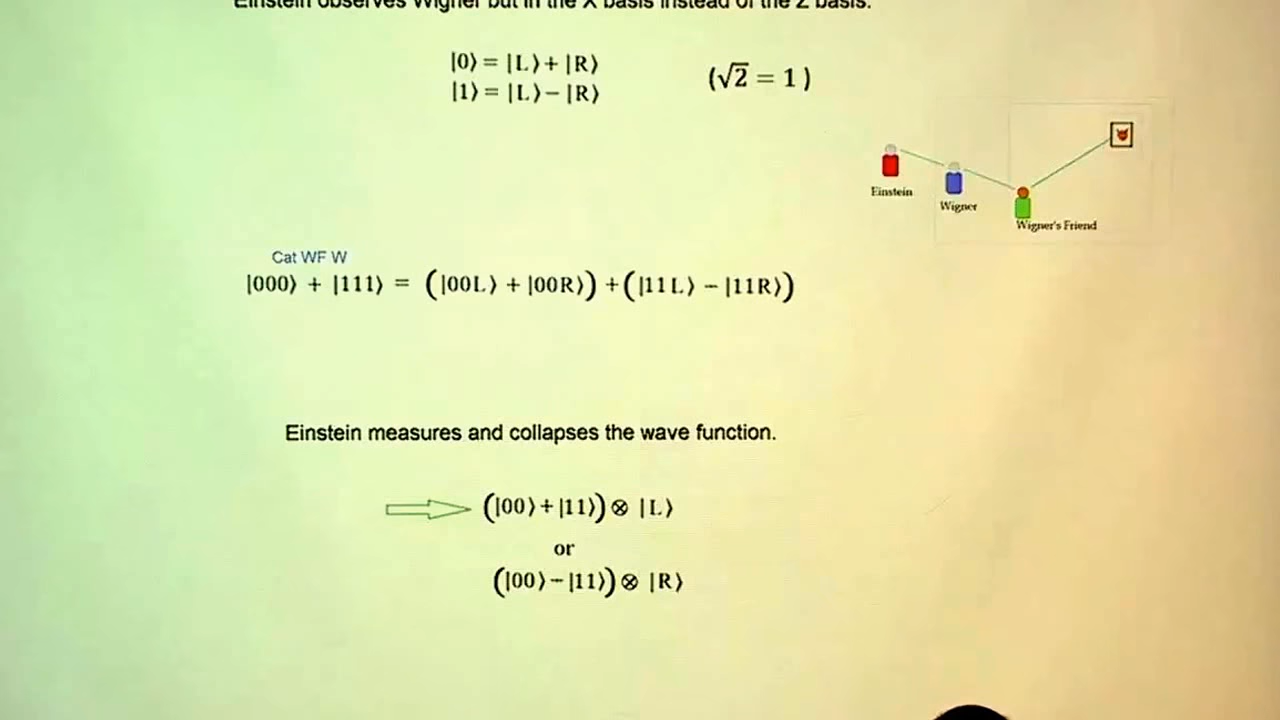 Einstein observes Wigner but in the X basis instead of the Z basis.
|0⟩ = |L⟩ + |R⟩
|1⟩ = |L⟩ − |R⟩
(√2 = 1 )
Einstein
Wigner
Wigner's Friend
Cat WF W
|000⟩ + |111⟩ = (|00L⟩ + |00R⟩) + (|11L⟩ − |11R⟩)
Einstein measures and collapses the wave function.
(|00⟩ + |11⟩) ⊗ |L⟩
or
(|00⟩ − |11⟩) ⊗ |R⟩